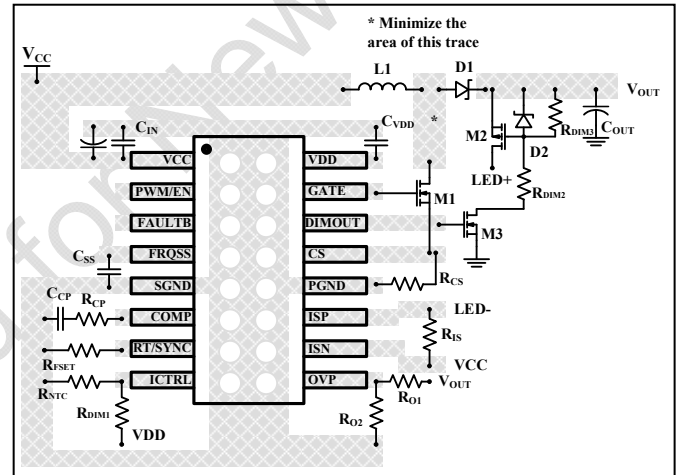 * Minimize the
area of this trace
VCC
L1
D1
VOUT
*
CIN
CVDD
M2
D2
RDIM3
COUT
LED+
RDIM2
VCC
VDD
PWM/EN
GATE
M1
FAULTB
DIMOUT
M3
FRQSS
CS
CSS
SGND
PGND
RCS
CCP
RCP
COMP
ISP
LED-
RIS
RT/SYNC
ISN
RFSET
VCC
ICTRL
OVP
VOUT
RNTC
RO1
RDIM1
RO2
VDD
for New